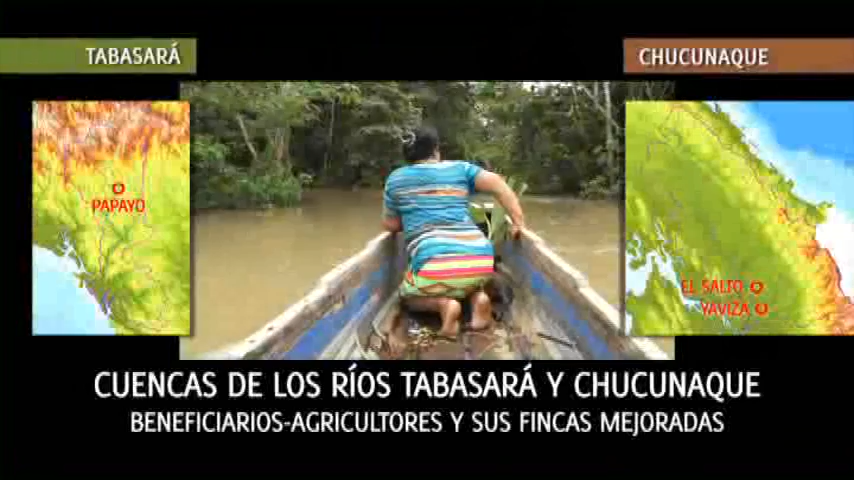 TABASARÁ
CHUCUNAQUE
PAPAYO
EL SALTO
YAVIZA
CUENCAS DE LOS RÍOS TABASARÁ Y CHUCUNAQUE
BENEFICIARIOS-AGRICULTORES Y SUS FINCAS MEJORADAS